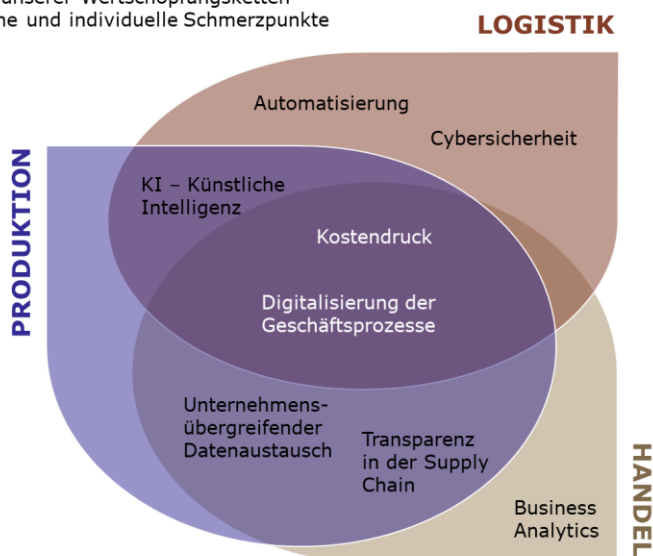 ne und individuelle Schmerzpunkte
LOGISTIK
Automatisierung
Cybersicherheit
PRODUKTION
KI – Künstliche
Intelligenz
Kostendruck
Digitalisierung der
Geschäftsprozesse
Unternehmens-
übergreifender
Datenaustausch
Transparenz
in der Supply
Chain
HANDEL
Business
Analytics